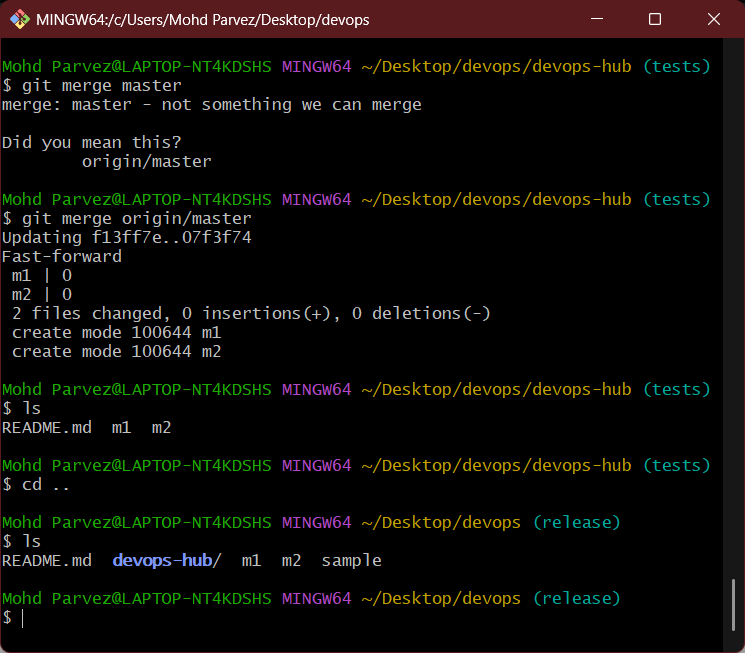 MINGW64:/c/Users/Mohd Parvez/Desktop/devops
Mohd Parvez@LAPTOP-NT4KDSHS MINGW64 ~/Desktop/devops/devops-hub (tests)
$ git merge master
merge: master - not something we can merge
Did you mean this?
origin/master
Mohd Parvez@LAPTOP-NT4KDSHS MINGW64 ~/Desktop/devops/devops-hub (tests)
$ git merge origin/master
Updating f13ff7e..07f3f74
Fast-forward
m1 | 0
m2 | 0
2 files changed, 0 insertions(+), 0 deletions(-)
create mode 100644 m1
create mode 100644 m2
Mohd Parvez@LAPTOP-NT4KDSHS MINGW64 ~/Desktop/devops/devops-hub (tests)
$ ls
README.md  m1  m2
Mohd Parvez@LAPTOP-NT4KDSHS MINGW64 ~/Desktop/devops/devops-hub (tests)
$ cd ..
Mohd Parvez@LAPTOP-NT4KDSHS MINGW64 ~/Desktop/devops (release)
$ ls
README.md  devops-hub/  m1  m2  sample
Mohd Parvez@LAPTOP-NT4KDSHS MINGW64 ~/Desktop/devops (release)
$